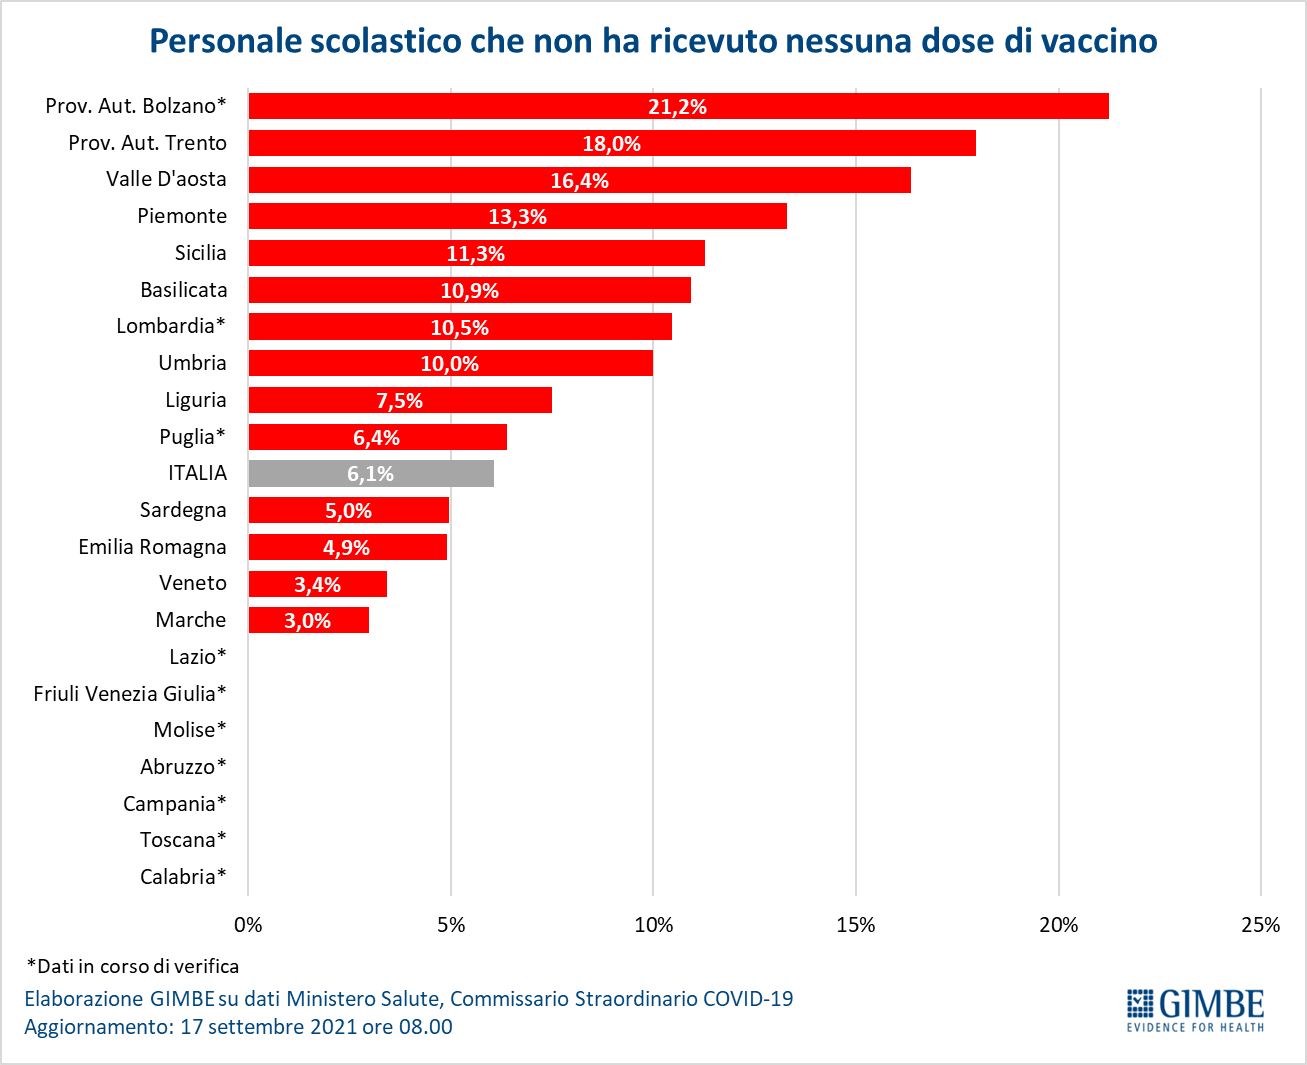 Personale scolastico che non ha ricevuto nessuna dose di vaccino
Prov. Aut. Bolzano* 21,2%
Prov. Aut. Trento 18,0%
Valle D'aosta 16,4%
Piemonte 13,3%
Sicilia 11,3%
Basilicata 10,9%
Lombardia* 10,5%
Umbria 10,0%
Liguria 7,5%
Puglia* 6,4%
ITALIA 6,1%
Sardegna 5,0%
Emilia Romagna 4,9%
Veneto 3,4%
Marche 3,0%
Lazio*
Friuli Venezia Giulia*
Molise*
Abruzzo*
Campania*
Toscana*
Calabria*
0% 5% 10% 15% 20% 25%
*Dati in corso di verifica
Elaborazione GIMBE su dati Ministero Salute, Commissario Straordinario COVID-19
Aggiornamento: 17 settembre 2021 ore 08.00
GIMBE
EVIDENCE FOR HEALTH